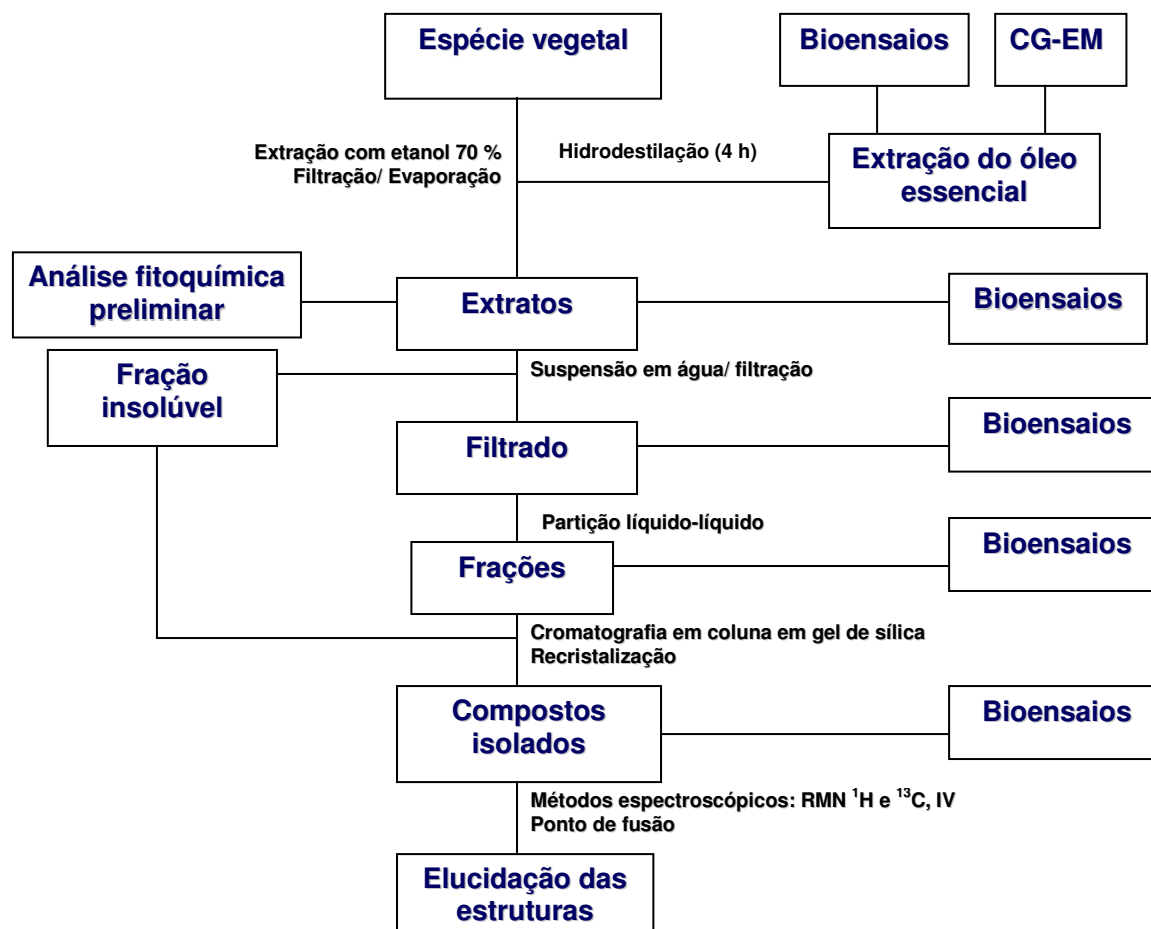 Espécie vegetal
Bioensaios
CG-EM
Extração com etanol 70 %
Filtração/ Evaporação
Hidrodestilação (4 h)
Extração do óleo
essencial
Análise fitoquímica
preliminar
Extratos
Bioensaios
Fração
insolúvel
Suspensão em água/ filtração
Filtrado
Bioensaios
Partição líquido-líquido
Frações
Bioensaios
Cromatografia em coluna em gel de sílica
Recristalização
Compostos
isolados
Bioensaios
Métodos espectroscópicos: RMN ¹H e ¹³C, IV
Ponto de fusão
Elucidação das
estruturas